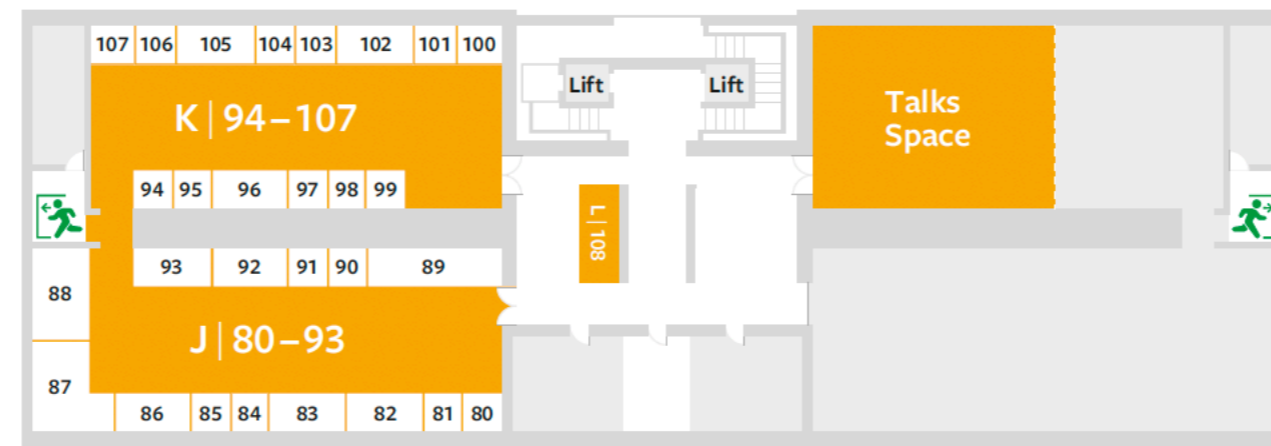 107 106 105 104 103 102 101 100
Lift Lift
K | 94–107
Talks
Space
94 95 96 97 98 99
L | 108
93 92 91 90 89
88
J | 80–93
87
86 85 84 83 82 81 80